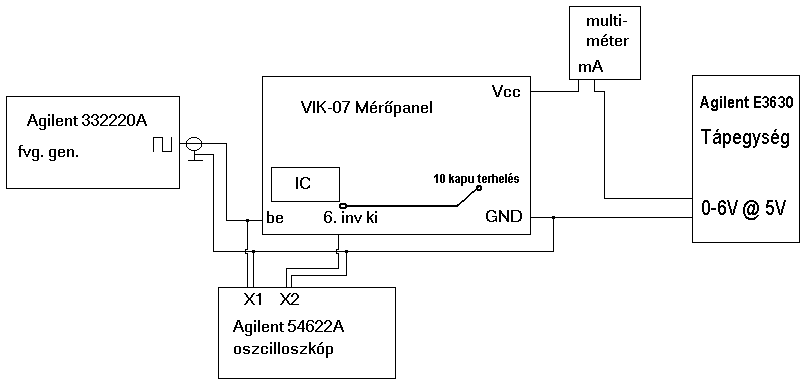 multi-
méter
mA
Agilent 332220A
fvg. gen.
VIK-07 Mérőpanel
Vcc
IC
10 kapu terhelés
be
6. inv ki
GND
Agilent E3630
Tápegység
0-6V @ 5V
X1
X2
Agilent 54622A
oszcilloszkóp